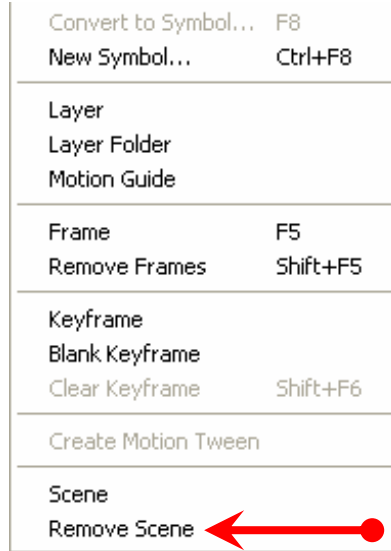 Convert to Symbol... F8
New Symbol... Ctrl+F8
Layer
Layer Folder
Motion Guide
Frame F5
Remove Frames Shift+F5
Keyframe
Blank Keyframe
Clear Keyframe Shift+F6
Create Motion Tween
Scene
Remove Scene